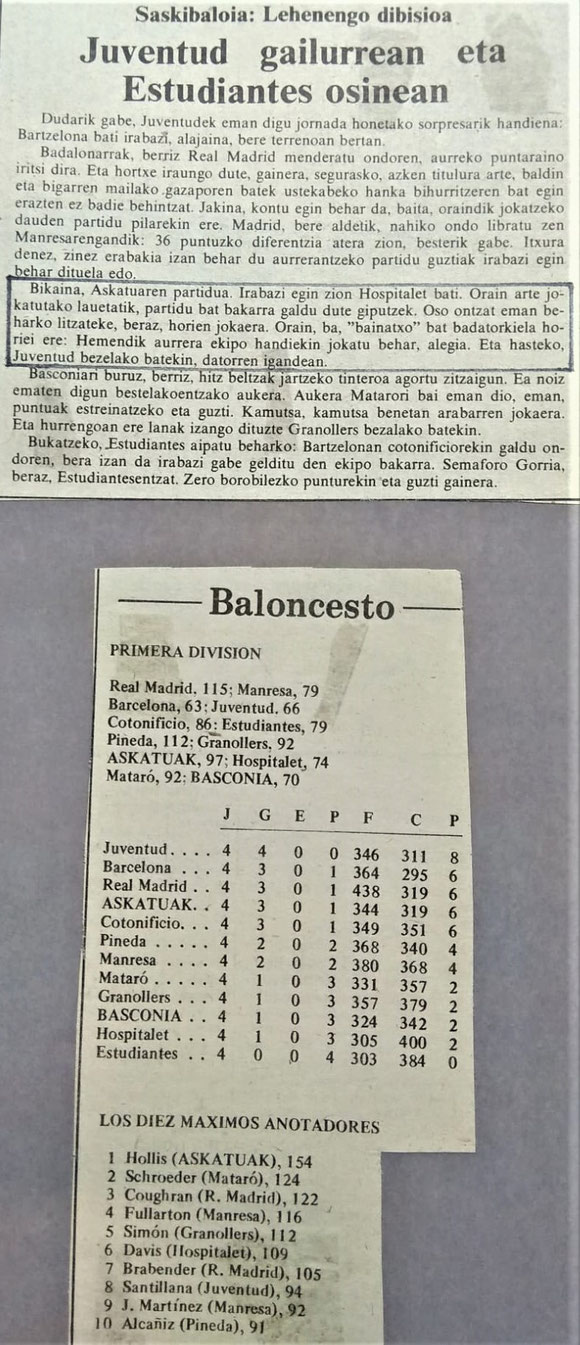 Saskibaloia: Lehenengo dibisioa
Juventud gailurrean eta
Estudiantes osinean
Dudarik gabe, Juventudek eman digu jornada honetako sorpresarik handiena:
Bartzelona bati irabazi, alajaina, bere terrenoan bertan.
Badalonarrak, berriz Real Madrid menderatu ondoren, aurreko puntaraino
iritsi dira. Eta hortxe iraungo dute, gainera, segurasko, azken titulura arte, baldin
eta bigarren mailako gazaporen batek ustekabeko hanka bihurritzeren bat egin
erazten ez badie behintzat. Jakina, kontu egin behar da, baita, oraindik jokatzeko
dauden partidu pilarekin ere. Madrid, bere aldetik, nahiko ondo libratu zen
Manresarengandik: 36 puntuzko diferentzia atera zion, besterik gabe. Itxura
denez, zinez erabakia izan behar du aurrerantzeko partidu guztiak irabazi egin
behar dituela edo.
Bikaina, Askatuaren partidua. Irabazi egin zion Hospitalet bati. Orain arte jo-
katutako lauetatik, partidu bat bakarra galdu dute giputzek. Oso ontzat eman be-
harko litzateke, beraz, horien jokaera. Orain, ba, "bainatxo" bat badatorkiela ho-
riei ere: Hemendik aurrera ekipo handiekin jokatu behar, alegia. Eta hasteko,
Juventud bezelako batekin, datorren igandean.
Basconiari buruz, berriz, hitz beltzak jartzeko tinteroa agortu zitzaigun. Ea noiz
ematen digun bestelakoentzako aukera. Aukera Matarori bai eman dio, eman,
puntuak estreinatzeko eta guzti. Kamutsa, kamutsa benetan arabarren jokaera.
Eta hurrengoan ere lanak izango dituzte Granollers bezalako batekin.
Bukatzeko, Estudiantes aipatu beharko: Bartzelonan cotonificiorekin galdu on-
doren, bera izan da irabazi gabe gelditu den ekipo bakarra. Semaforo Gorria,
beraz, Estudiantesentzat. Zero borobilezko punturekin eta guzti gainera.
Baloncesto
PRIMERA DIVISION
Real Madrid, 115; Manresa, 79
Barcelona, 63; Juventud, 66
Cotonificio, 86; Estudiantes, 79
Pineda, 112; Granollers, 92
ASKATUAK, 97; Hospitalet, 74
Mataró, 92; BASCONIA, 70
J G E P F C P
Juventud.... 4 4 0 0 346 311 8
Barcelona ... 4 3 0 1 364 295 6
Real Madrid .. 4 3 0 1 438 319 6
ASKATUAK.. 4 3 0 1 344 319 6
Cotonificio... 4 3 0 1 349 351 6
Pineda ..... 4 2 0 2 368 340 4
Manresa .... 4 2 0 2 380 368 4
Mataró ..... 4 1 0 3 331 357 2
Granollers ... 4 1 0 3 357 379 2
BASCONIA .. 4 1 0 3 324 342 2
Hospitalet ... 4 1 0 3 305 400 2
Estudiantes .. 4 0 0 4 303 384 0
LOS DIEZ MAXIMOS ANOTADORES
1 Hollis (ASKATUAK), 154
2 Schroeder (Mataró), 124
3 Coughran (R. Madrid), 122
4 Fullarton (Manresa), 116
5 Simón (Granollers), 112
6 Davis (Hospitalet), 109
7 Brabender (R. Madrid), 105
8 Santillana (Juventud), 94
9 J. Martínez (Manresa), 92
10 Alcañiz (Pineda), 91